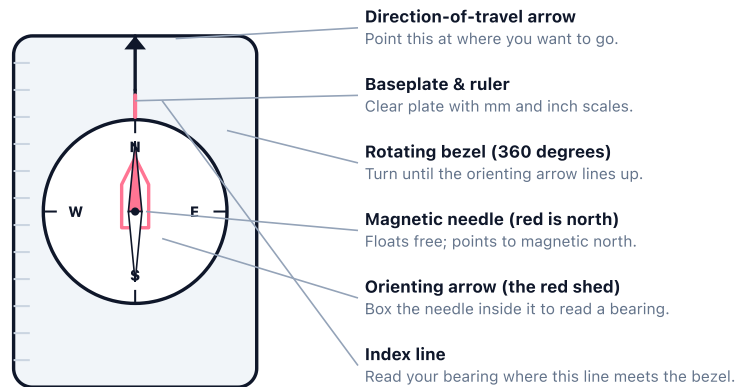 Direction-of-travel arrow
Point this at where you want to go.
Baseplate & ruler
Clear plate with mm and inch scales.
Rotating bezel (360 degrees)
Turn until the orienting arrow lines up.
Magnetic needle (red is north)
Floats free; points to magnetic north.
Orienting arrow (the red shed)
Box the needle inside it to read a bearing.
Index line
Read your bearing where this line meets the bezel.
N
W E
S